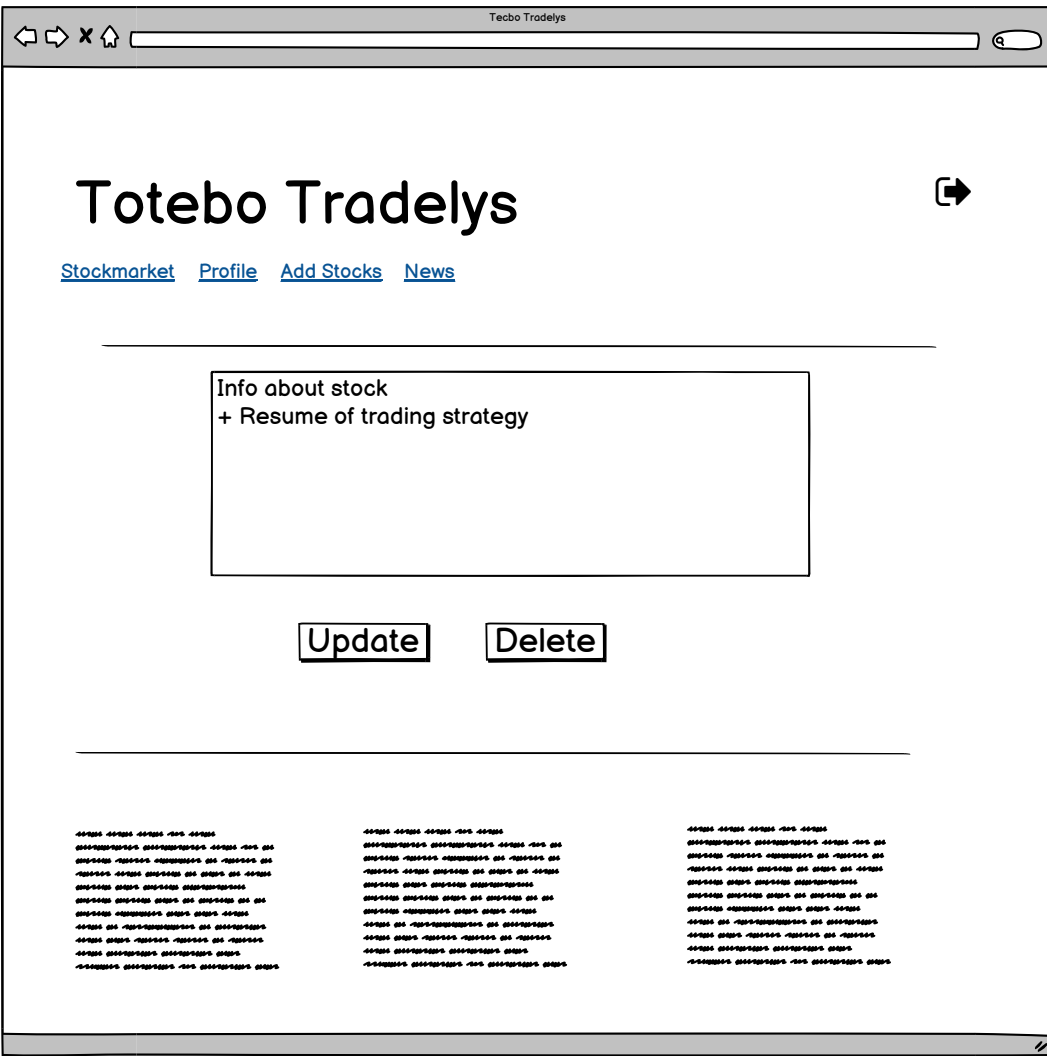 Tecbo Tradelys
Totebo Tradelys
Stockmarket Profile Add Stocks News
Info about stock
+ Resume of trading strategy
Update Delete